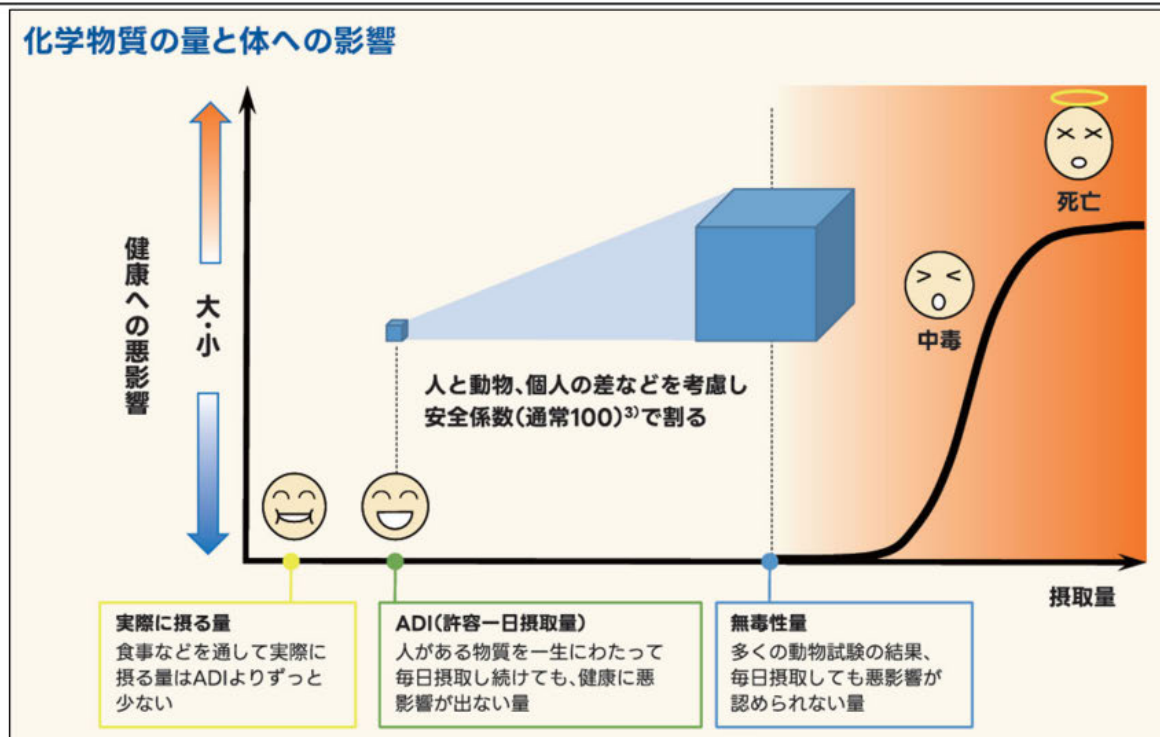 化学物質の量と体への影響
健康への悪影響
大・小
死亡
中毒
人と動物、個人の差などを考慮し
安全係数(通常100)³⁾で割る
摂取量
実際に摂る量
食事などを通して実際に
摂る量はADIよりずっと
少ない
ADI(許容一日摂取量)
人がある物質を一生にわたって
毎日摂取し続けても、健康に悪
影響が出ない量
無毒性量
多くの動物試験の結果、
毎日摂取しても悪影響が
認められない量